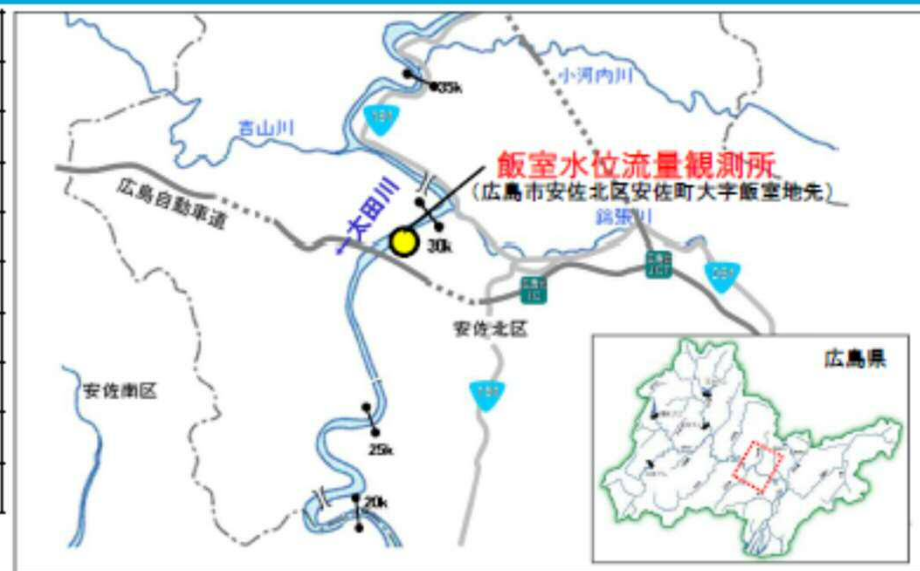 小河内川
35k
191
吉山川
飯室水位流量観測所
(広島市安佐北区安佐町大字飯室地先)
広島自動車道
太田川
鈴張川
30k
安佐北区
広島県
安佐南区
25k
20k